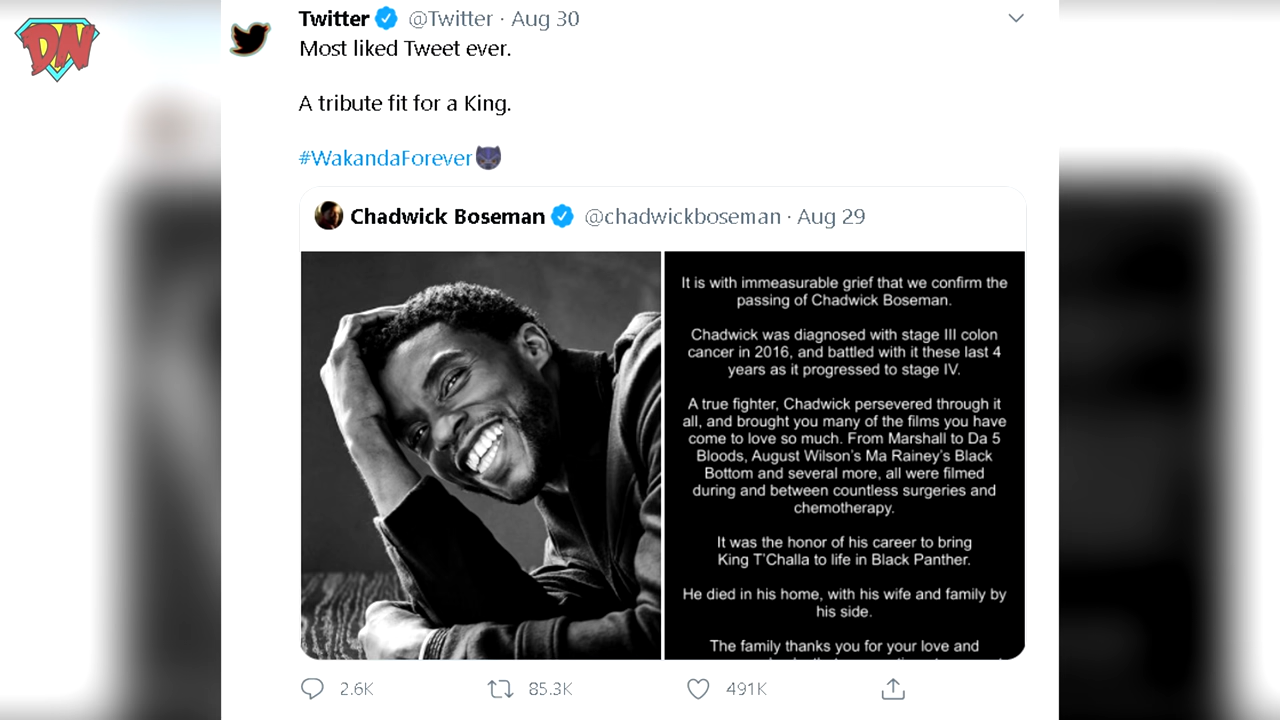 DN
Twitter @Twitter · Aug 30
Most liked Tweet ever.
A tribute fit for a King.
#WakandaForever
Chadwick Boseman @chadwickboseman · Aug 29
It is with immeasurable grief that we confirm the
passing of Chadwick Boseman.
Chadwick was diagnosed with stage III colon
cancer in 2016, and battled with it these last 4
years as it progressed to stage IV.
A true fighter, Chadwick persevered through it
all, and brought you many of the films you have
come to love so much. From Marshall to Da 5
Bloods, August Wilson's Ma Rainey's Black
Bottom and several more, all were filmed
during and between countless surgeries and
chemotherapy.
It was the honor of his career to bring
King T'Challa to life in Black Panther.
He died in his home, with his wife and family by
his side.
The family thanks you for your love and
2.6K 85.3K 491K